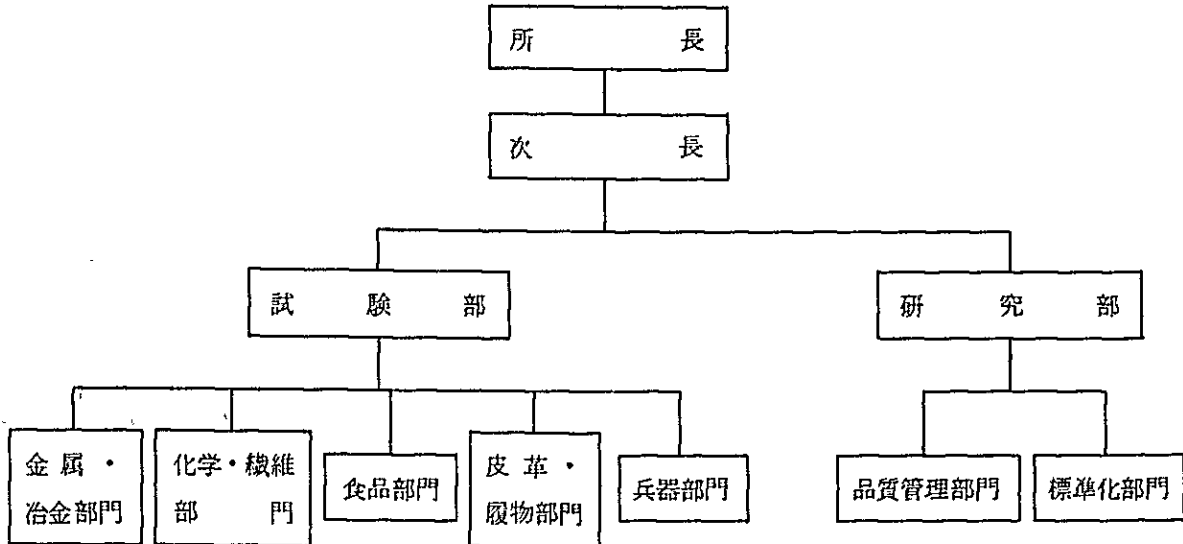 所長
次長
試験部
研究部
金属・
冶金部門
化学・繊維
部門
食品部門
皮革・
履物部門
兵器部門
品質管理部門
標準化部門